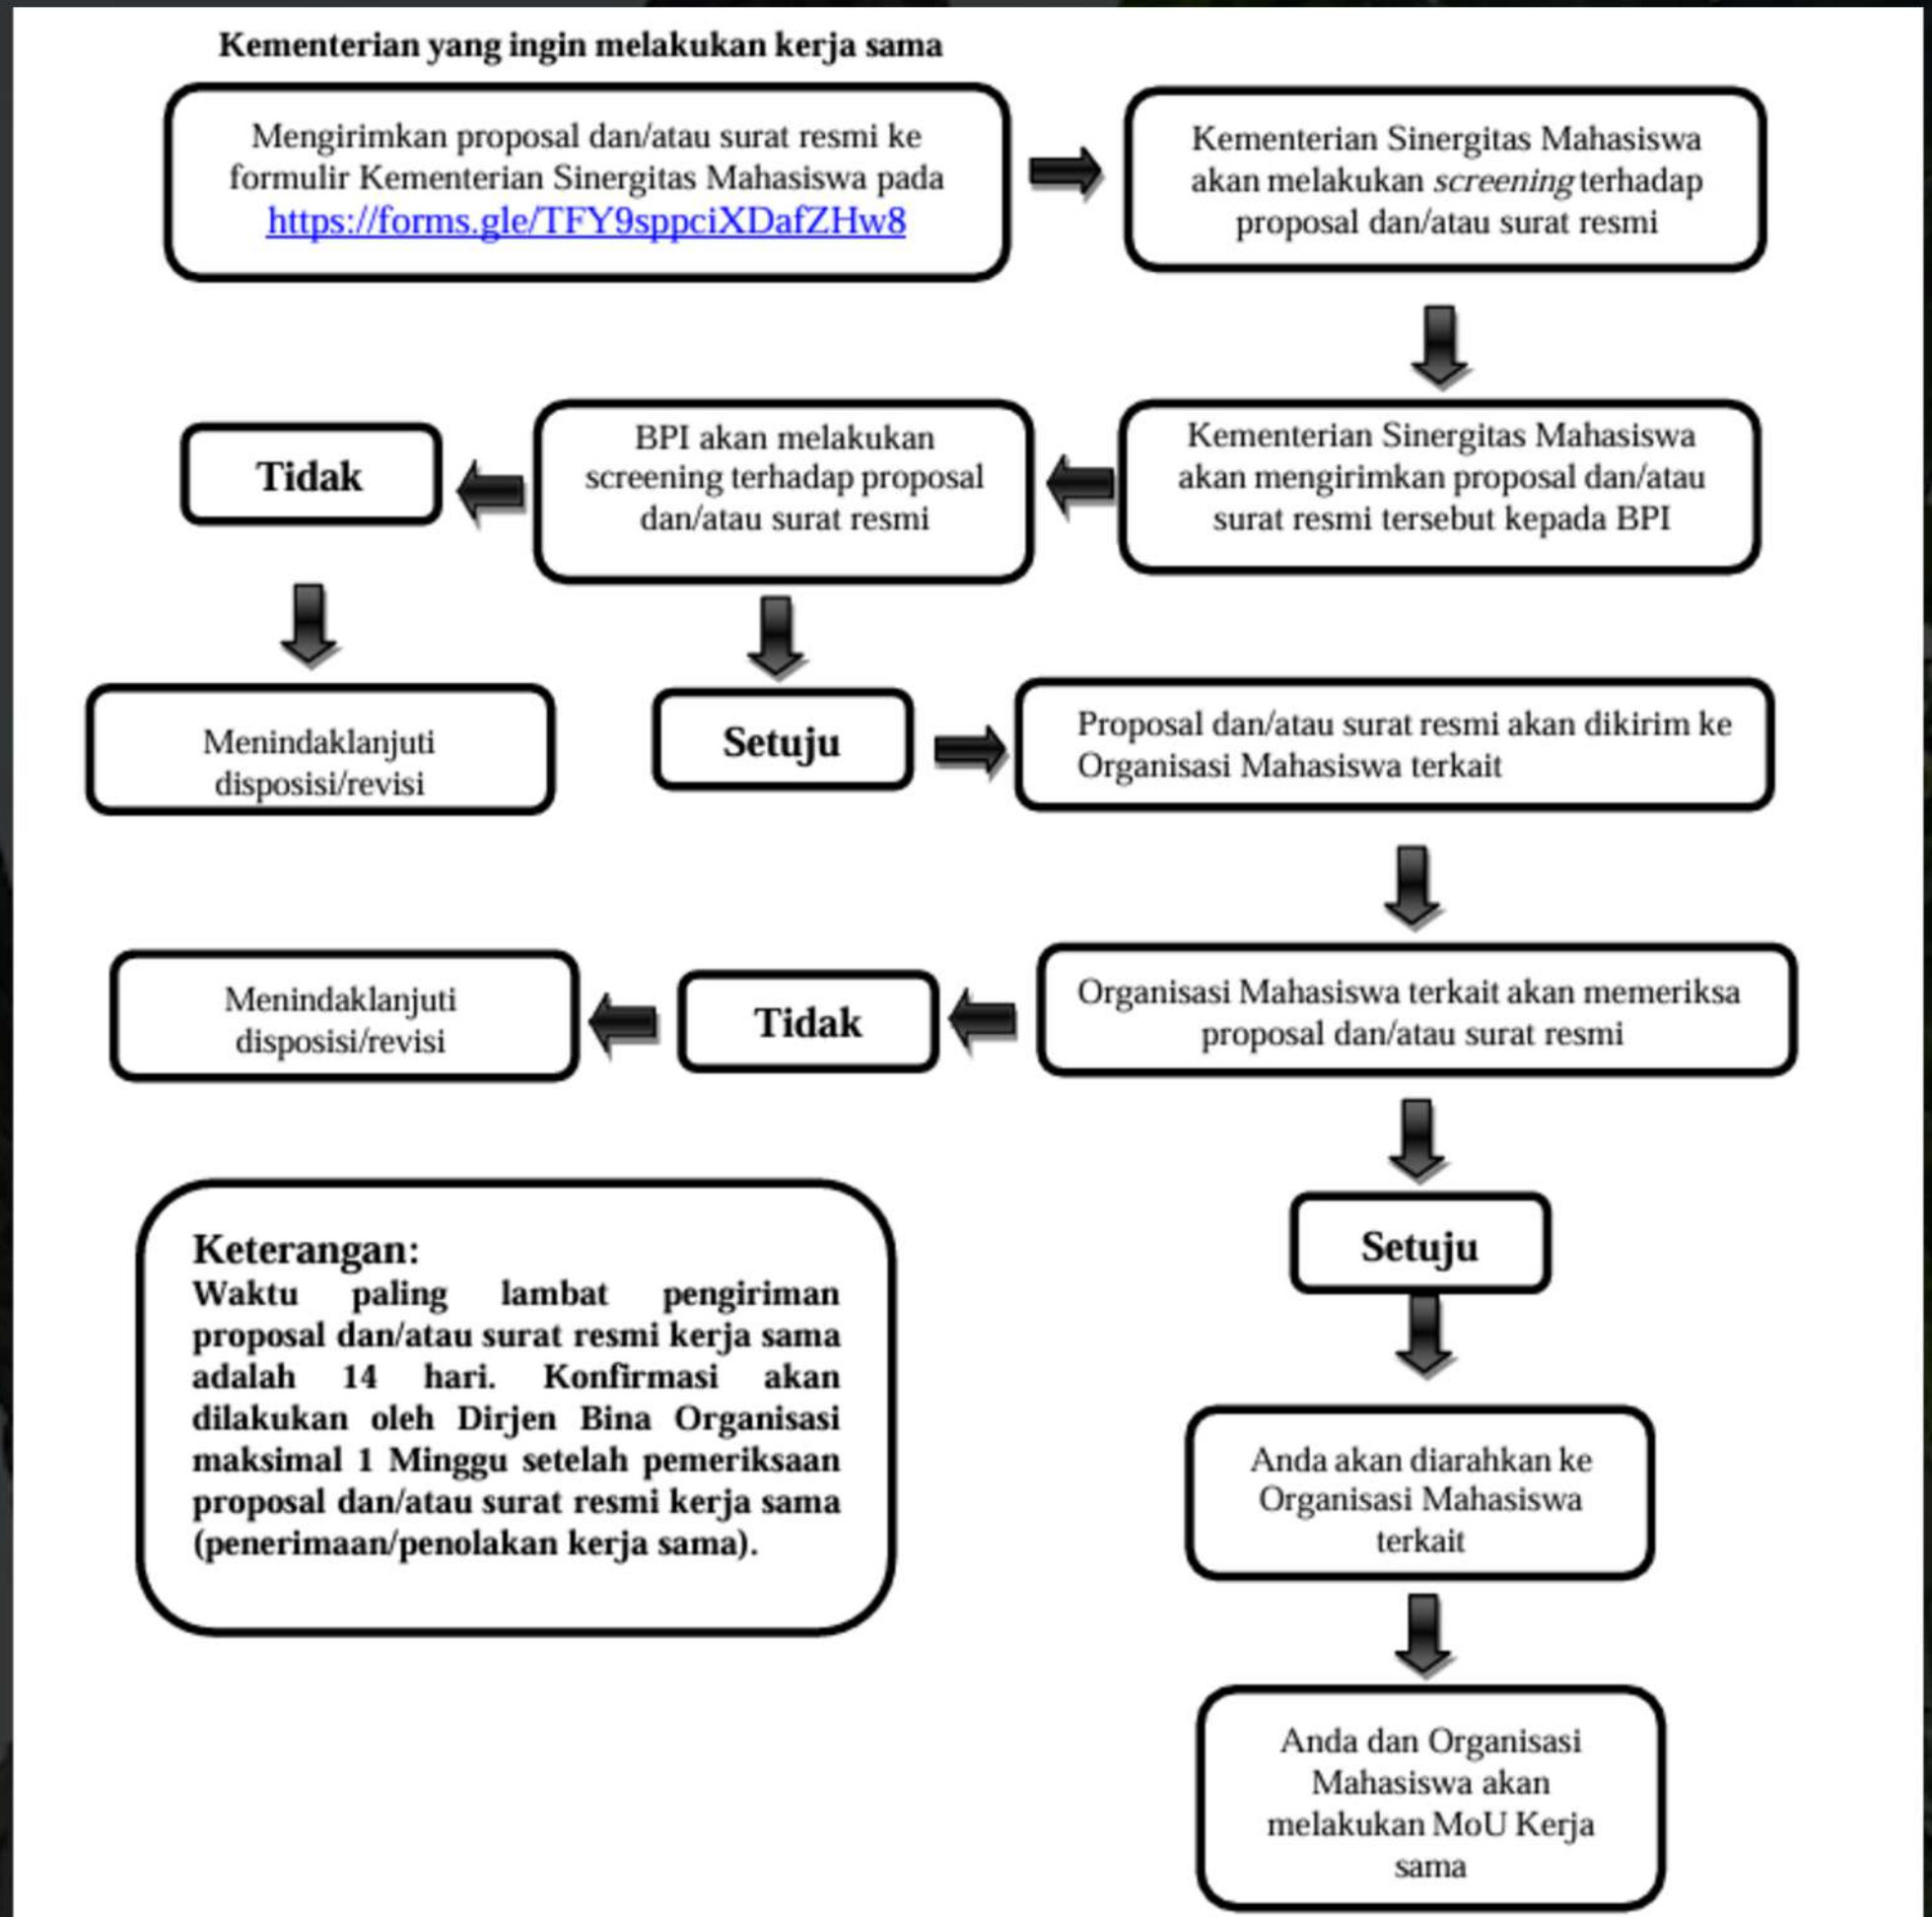 Kementerian yang ingin melakukan kerja sama
Mengirimkan proposal dan/atau surat resmi ke
formulir Kementerian Sinergitas Mahasiswa pada
https://forms.gle/TFY9sppciXDafZHw8
Kementerian Sinergitas Mahasiswa
akan melakukan screening terhadap
proposal dan/atau surat resmi
Kementerian Sinergitas Mahasiswa
akan mengirimkan proposal dan/atau
surat resmi tersebut kepada BPI
BPI akan melakukan
screening terhadap proposal
dan/atau surat resmi
Tidak
Menindaklanjuti
disposisi/revisi
Setuju
Proposal dan/atau surat resmi akan dikirim ke
Organisasi Mahasiswa terkait
Organisasi Mahasiswa terkait akan memeriksa
proposal dan/atau surat resmi
Tidak
Menindaklanjuti
disposisi/revisi
Setuju
Anda akan diarahkan ke
Organisasi Mahasiswa
terkait
Anda dan Organisasi
Mahasiswa akan
melakukan MoU Kerja
sama
Keterangan:
Waktu paling lambat pengiriman
proposal dan/atau surat resmi kerja sama
adalah 14 hari. Konfirmasi akan
dilakukan oleh Dirjen Bina Organisasi
maksimal 1 Minggu setelah pemeriksaan
proposal dan/atau surat resmi kerja sama
(penerimaan/penolakan kerja sama).